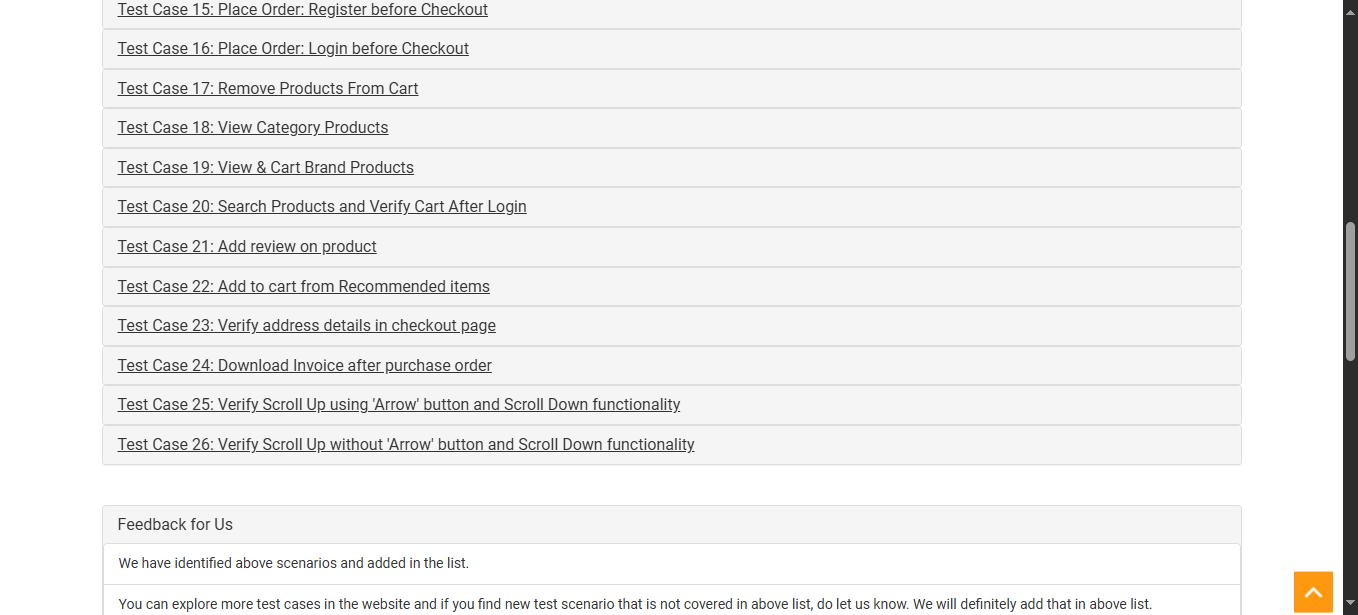 Test Case 15: Place Order: Register before Checkout
Test Case 16: Place Order: Login before Checkout
Test Case 17: Remove Products From Cart
Test Case 18: View Category Products
Test Case 19: View & Cart Brand Products
Test Case 20: Search Products and Verify Cart After Login
Test Case 21: Add review on product
Test Case 22: Add to cart from Recommended items
Test Case 23: Verify address details in checkout page
Test Case 24: Download Invoice after purchase order
Test Case 25: Verify Scroll Up using 'Arrow' button and Scroll Down functionality
Test Case 26: Verify Scroll Up without 'Arrow' button and Scroll Down functionality
Feedback for Us
We have identified above scenarios and added in the list.
You can explore more test cases in the website and if you find new test scenario that is not covered in above list, do let us know. We will definitely add that in above list.